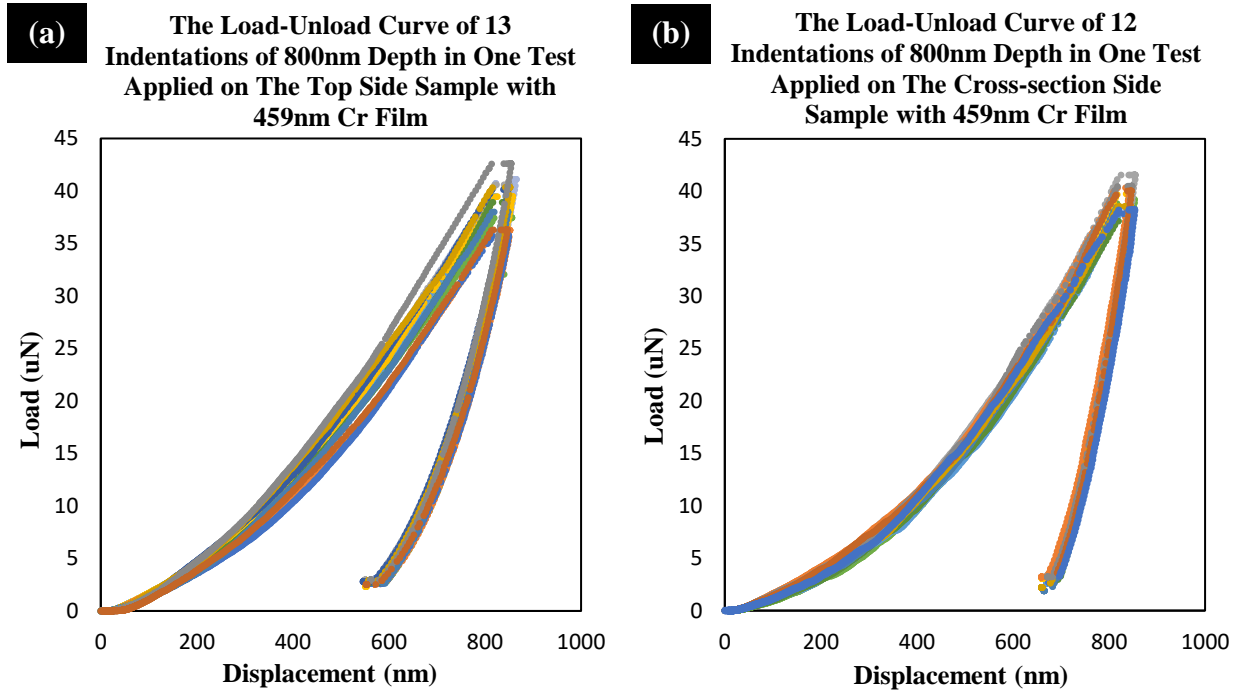 (a)
The Load-Unload Curve of 13
Indentations of 800nm Depth in One Test
Applied on The Top Side Sample with
459nm Cr Film
45
40
35
30
25
20
15
10
5
0
Load (uN)
0 200 400 600 800 1000
Displacement (nm)
(b)
The Load-Unload Curve of 12
Indentations of 800nm Depth in One Test
Applied on The Cross-section Side
Sample with 459nm Cr Film
45
40
35
30
25
20
15
10
5
0
Load (uN)
0 200 400 600 800 1000
Displacement (nm)